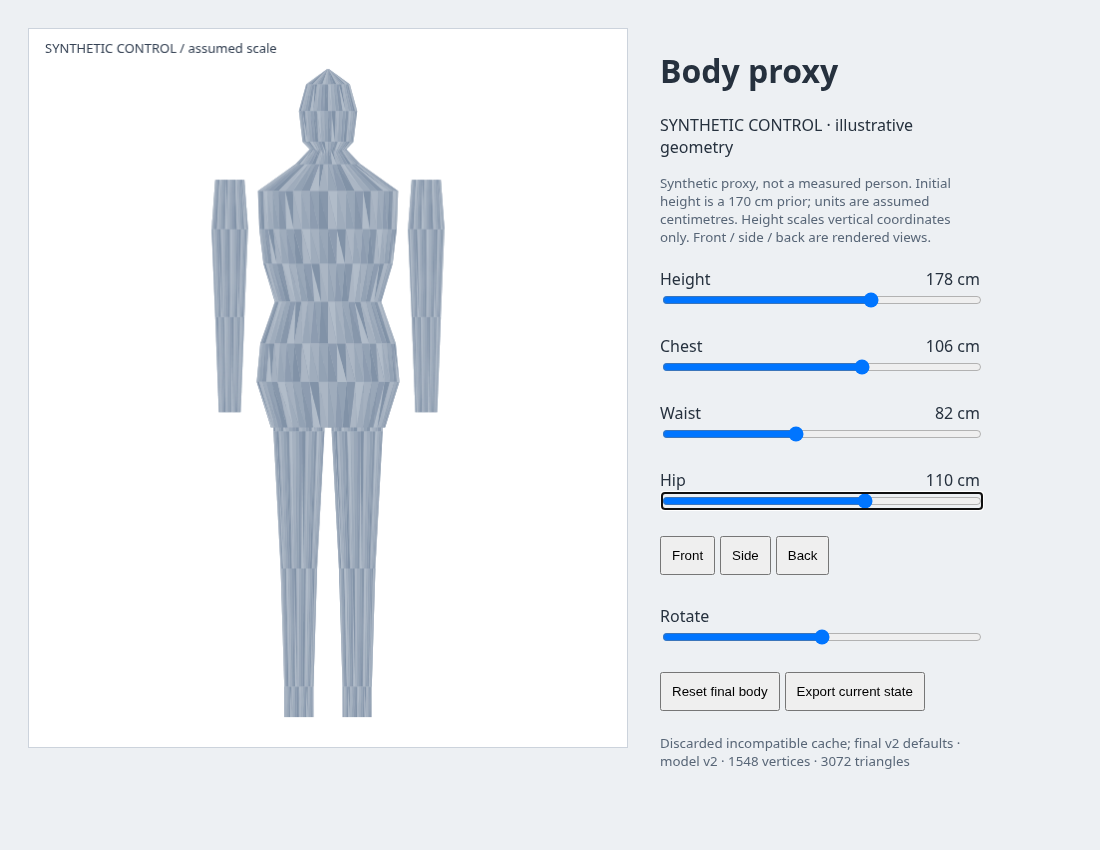 SYNTHETIC CONTROL / assumed scale
Body proxy
SYNTHETIC CONTROL · illustrative
geometry
Synthetic proxy, not a measured person. Initial
height is a 170 cm prior; units are assumed
centimetres. Height scales vertical coordinates
only. Front / side / back are rendered views.
Height 178 cm
Chest 106 cm
Waist 82 cm
Hip 110 cm
Front Side Back
Rotate
Reset final body Export current state
Discarded incompatible cache; final v2 defaults ·
model v2 · 1548 vertices · 3072 triangles